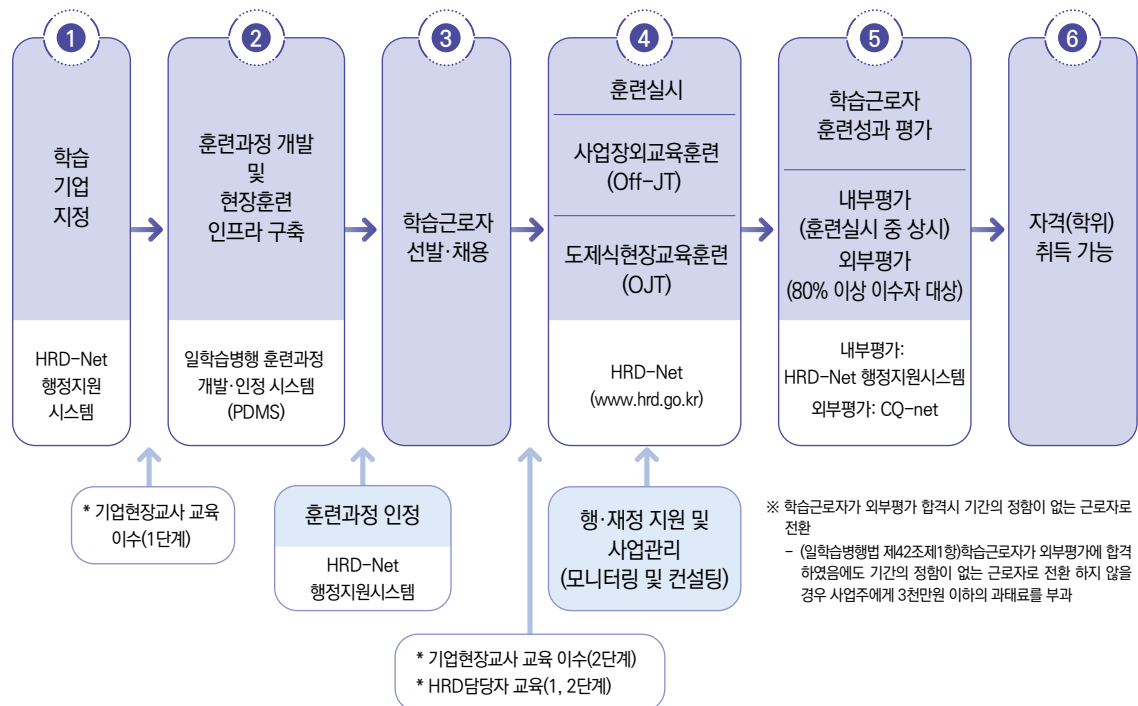 1
학습
기업
지정
HRD-Net
행정지원
시스템
2
훈련과정 개발
및
현장훈련
인프라 구축
일학습병행 훈련과정
개발·인정 시스템
(PDMS)
3
학습근로자
선발·채용
4
훈련실시
사업장외교육훈련
(Off-JT)
도제식현장교육훈련
(OJT)
HRD-Net
(www.hrd.go.kr)
5
학습근로자
훈련성과 평가
내부평가
(훈련실시 중 상시)
외부평가
(80% 이상 이수자 대상)
내부평가:
HRD-Net 행정지원시스템
외부평가: CQ-net
6
자격(학위)
취득 가능
* 기업현장교사 교육
이수(1단계)
훈련과정 인정
HRD-Net
행정지원시스템
행·재정 지원 및
사업관리
(모니터링 및 컨설팅)
* 기업현장교사 교육 이수(2단계)
* HRD담당자 교육(1, 2단계)
※ 학습근로자가 외부평가 합격시 기간의 정함이 없는 근로자로
전환
- (일학습병행법 제42조제1항)학습근로자가 외부평가에 합격
하였음에도 기간의 정함이 없는 근로자로 전환 하지 않을
경우 사업주에게 3천만원 이하의 과태료를 부과